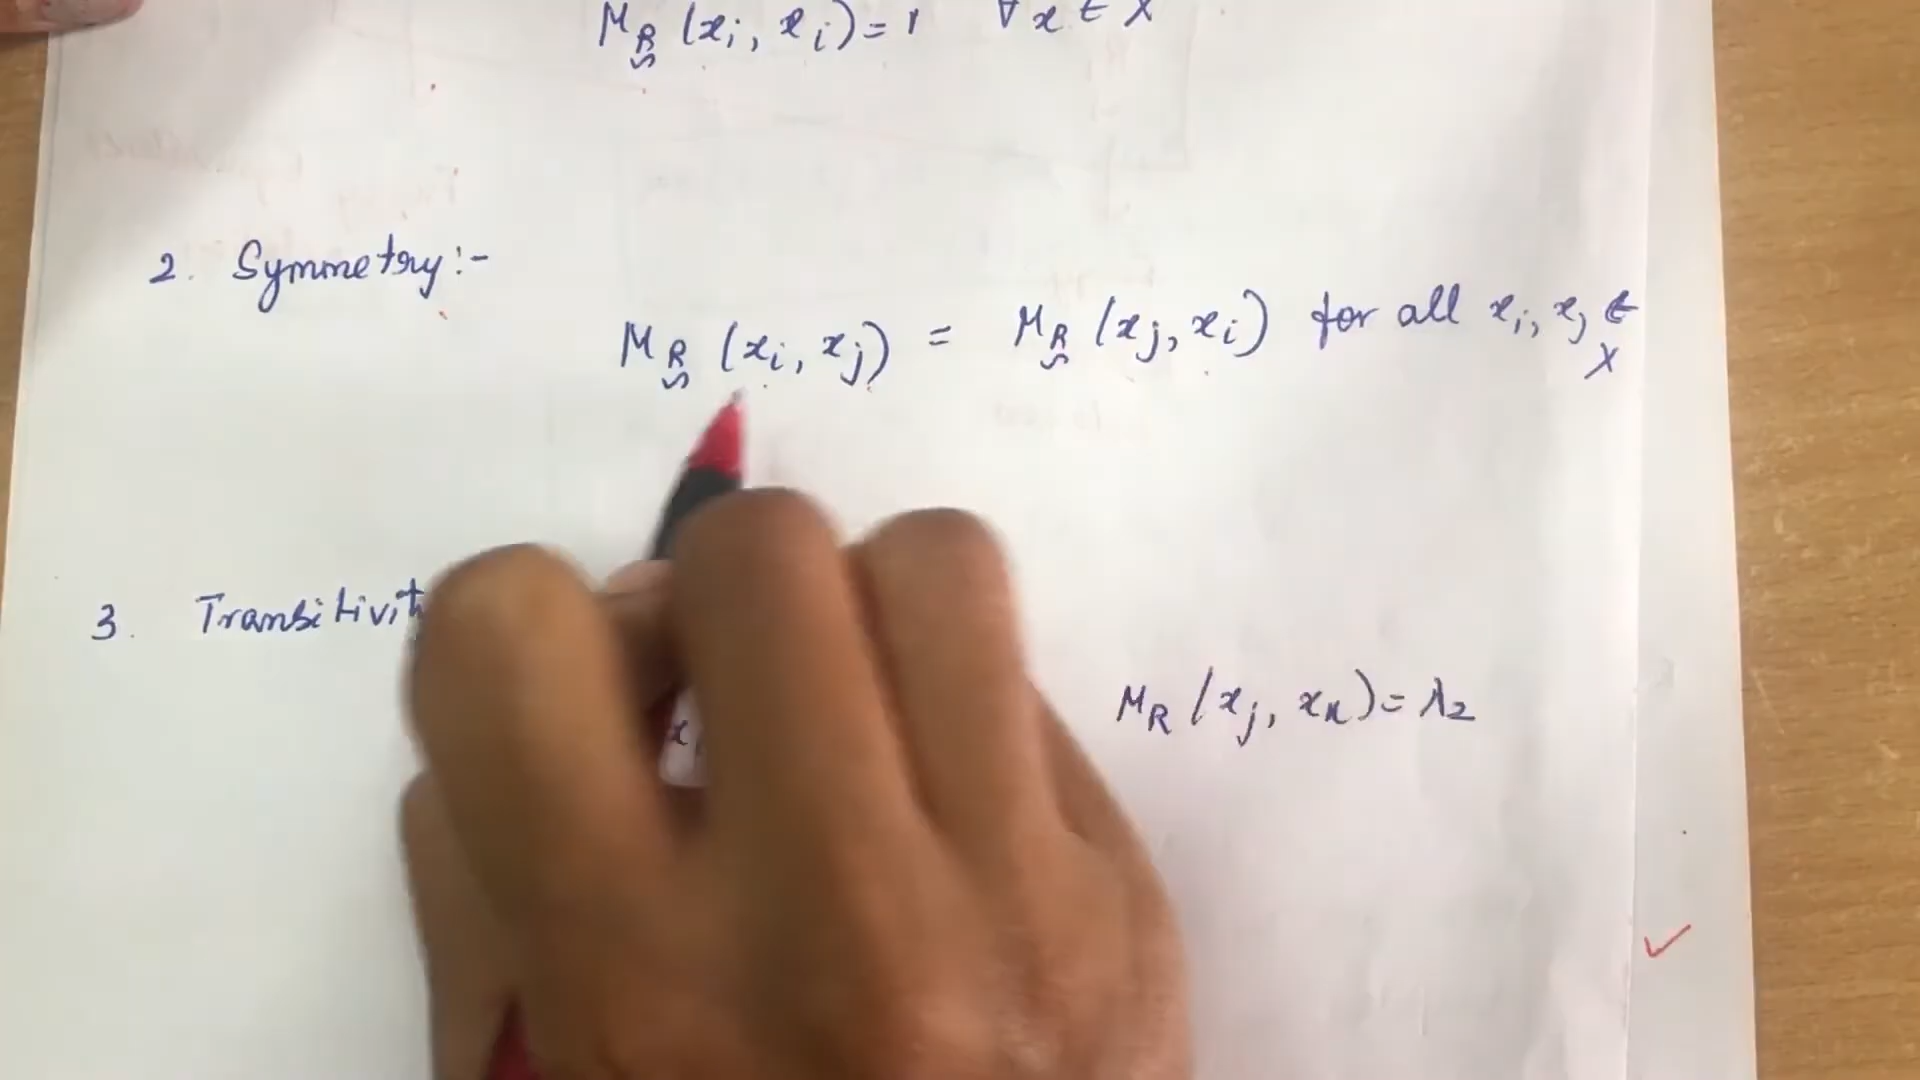 μR̰ (xi, xi) = 1 ∀ x ∈ X
2. Symmetry :-
μR̰ (xi, xj) = μR̰ (xj, xi) for all xi, xj ∈
X
3. Transitivit
μR (xj, xk) = λ2